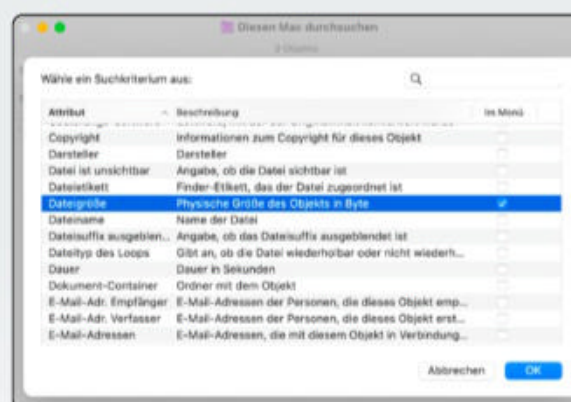 Diesen Mac durchsuchen
Wähle ein Suchkriterium aus:
Attribut Beschreibung Im Menü
Copyright Informationen zum Copyright für dieses Objekt
Darsteller Darsteller
Datei ist unsichtbar Angabe, ob die Datei sichtbar ist
Dateietikett Finder-Etikett, das der Datei zugeordnet ist
Dateigröße Physische Größe des Objekts in Byte
Dateiname Name der Datei
Dateisuffix ausgeblen... Angabe, ob das Dateisuffix ausgeblendet ist
Dateityp des Loops Gibt an, ob die Datei wiederholbar oder nicht wiederh...
Dauer Dauer in Sekunden
Dokument-Container Ordner mit dem Objekt
E-Mail-Adr. Empfänger E-Mail-Adressen der Personen, die dieses Objekt emp...
E-Mail-Adr. Verfasser E-Mail-Adressen der Personen, die dieses Objekt erst...
E-Mail-Adressen E-Mail-Adressen, die mit diesem Objekt in Verbindung...
Abbrechen OK